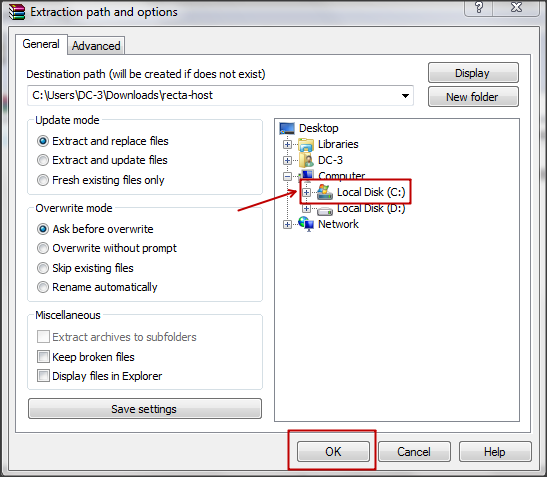 Extraction path and options
General
Advanced
Destination path (will be created if does not exist)
Display
C:\Users\DC-3\Downloads\recta-host
New folder
Update mode
Extract and replace files
Extract and update files
Fresh existing files only
Overwrite mode
Ask before overwrite
Overwrite without prompt
Skip existing files
Rename automatically
Miscellaneous
Extract archives to subfolders
Keep broken files
Display files in Explorer
Save settings
Desktop
Libraries
DC-3
Computer
Local Disk (C:)
Local Disk (D:)
Network
OK
Cancel
Help